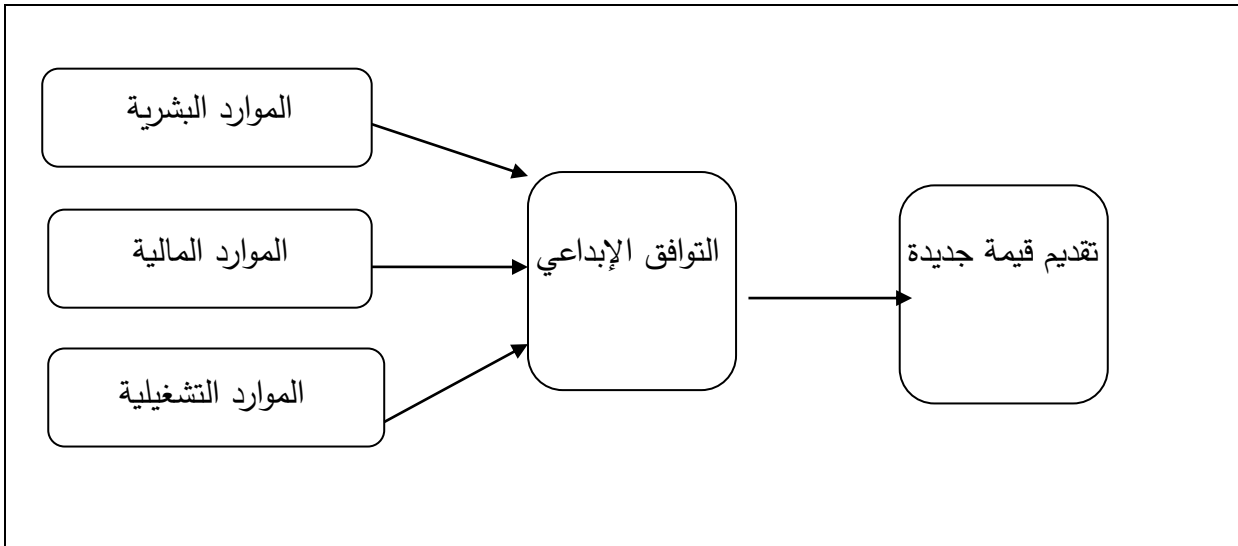 الموارد البشرية
الموارد المالية
الموارد التشغيلية
التوافق الإبداعي
تقديم قيمة جديدة